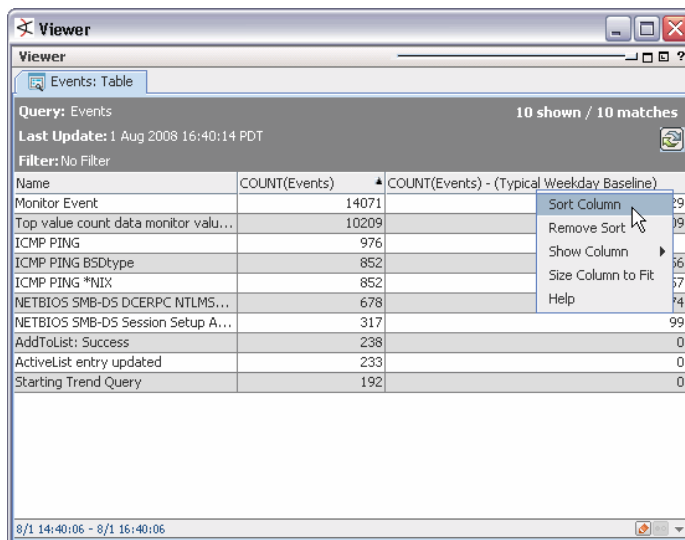 Viewer
Viewer
Events: Table
Query: Events 10 shown / 10 matches
Last Update: 1 Aug 2008 16:40:14 PDT
Filter: No Filter
Name COUNT(Events) COUNT(Events) - (Typical Weekday Baseline)
Monitor Event 14071 29
Top value count data monitor valu... 10209 09
ICMP PING 976
ICMP PING BSDtype 852 56
ICMP PING *NIX 852 57
NETBIOS SMB-DS DCERPC NTLMS... 678 74
NETBIOS SMB-DS Session Setup A... 317 99
AddToList: Success 238 0
ActiveList entry updated 233 0
Starting Trend Query 192 0
Sort Column
Remove Sort
Show Column
Size Column to Fit
Help
8/1 14:40:06 - 8/1 16:40:06